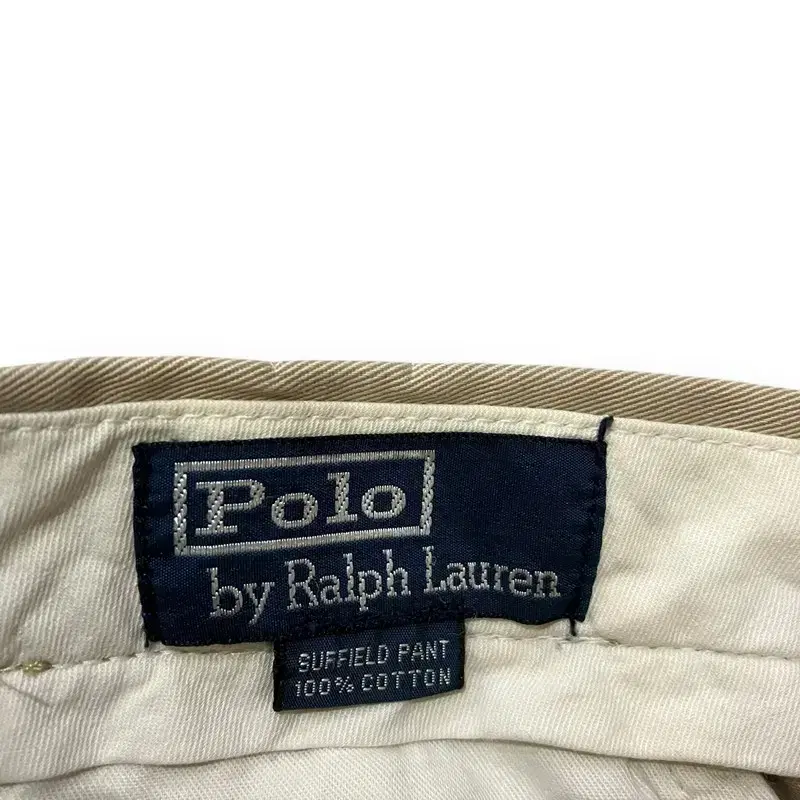 Polo
by Ralph Lauren
SUFFIELD PANT
100% COTTON